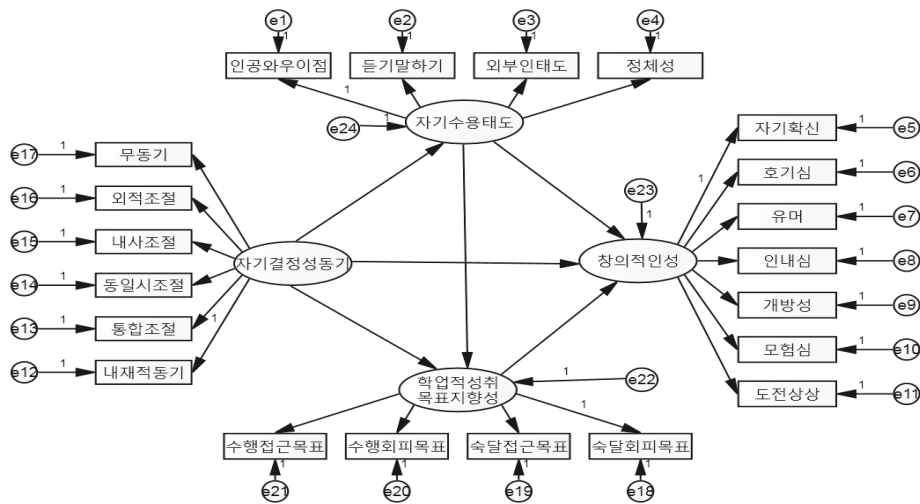 e1
e2
e3
e4
1
1
1
1
인공와우이점
듣기말하기
외부인태도
정체성
1
e24
1
자기수용태도
e17
1
무동기
e16
1
외적조절
e15
1
내사조절
e14
1
동일시조절
e13
1
통합조절
1
e12
1
내재적동기
자기결정성동기
e23
1
창의적인성
1
자기확신
1
e5
호기심
1
e6
유머
1
e7
인내심
1
e8
개방성
1
e9
모험심
1
e10
도전상상
1
e11
학업적성취
목표지향성
1
e22
1
수행접근목표
수행회피목표
숙달접근목표
숙달회피목표
1
1
1
1
e21
e20
e19
e18